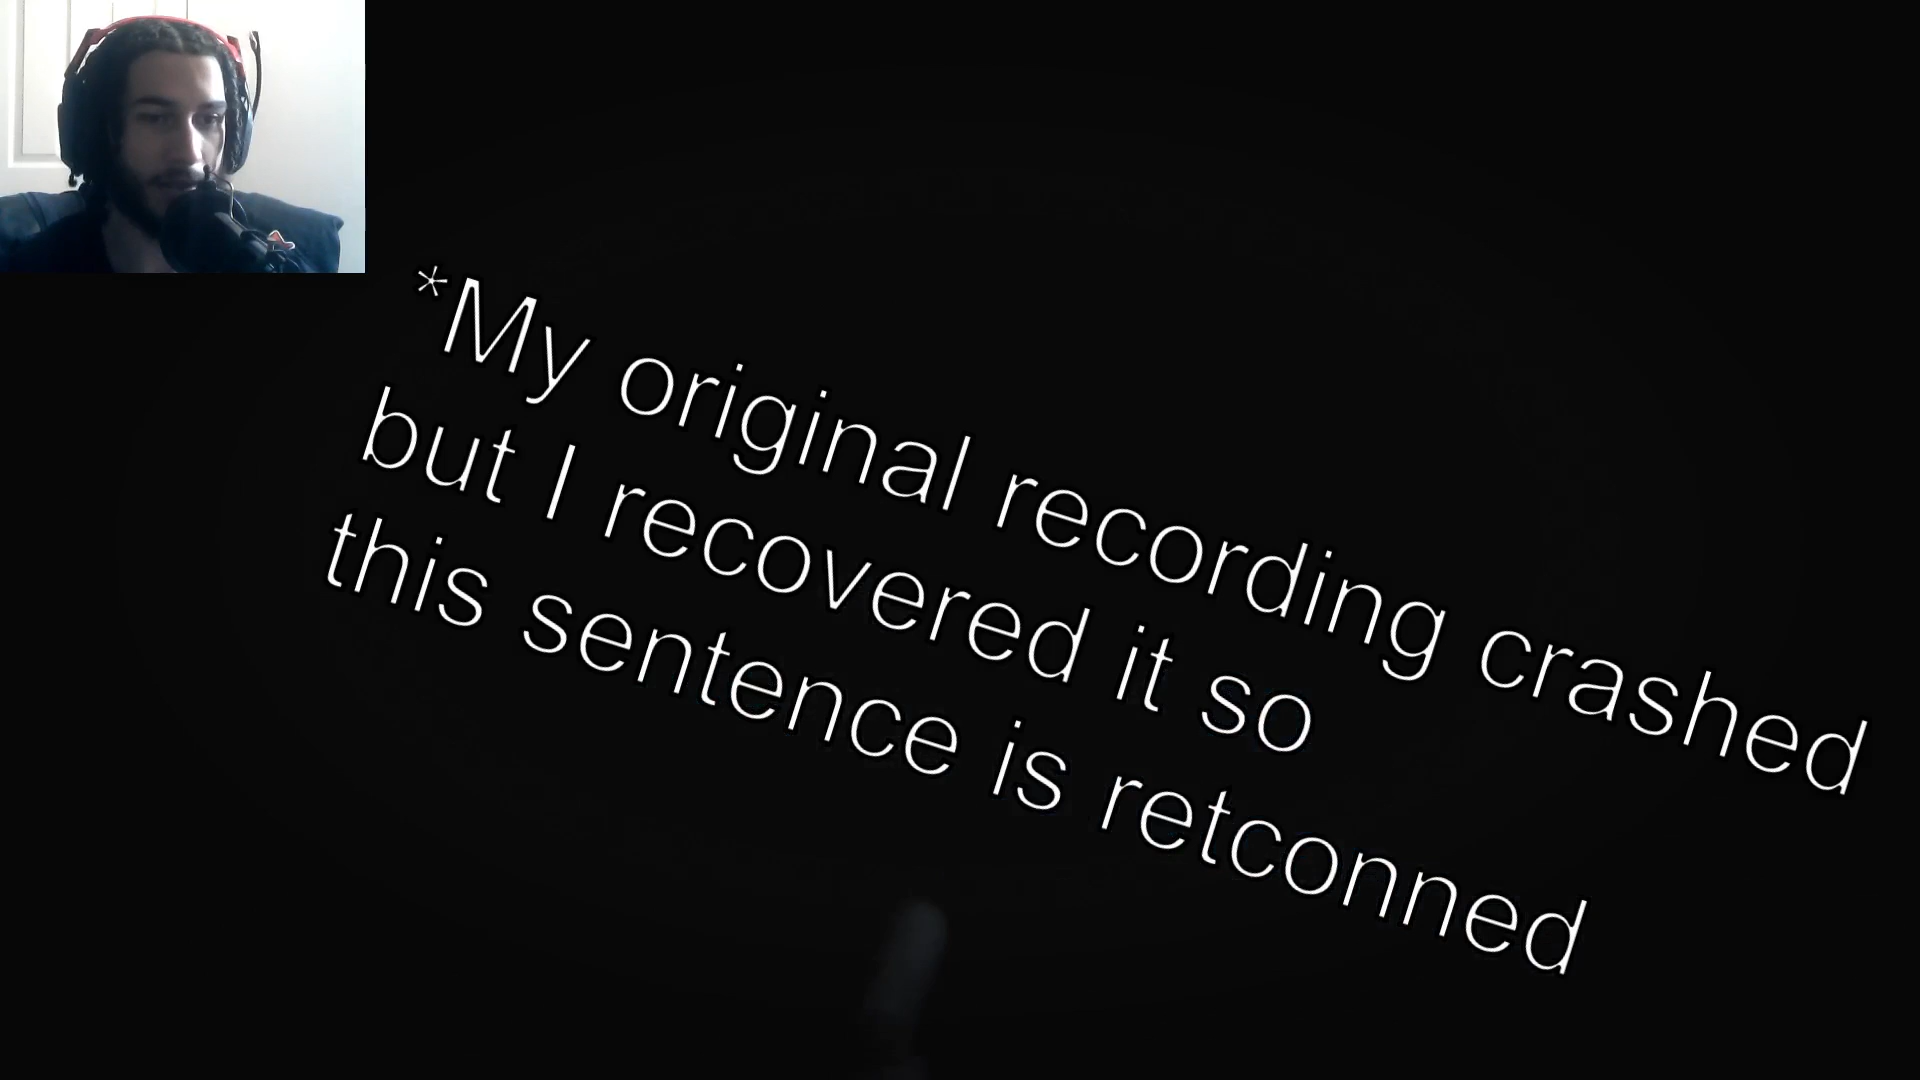 *My original recording crashed
but I recovered it so
this sentence is retconned